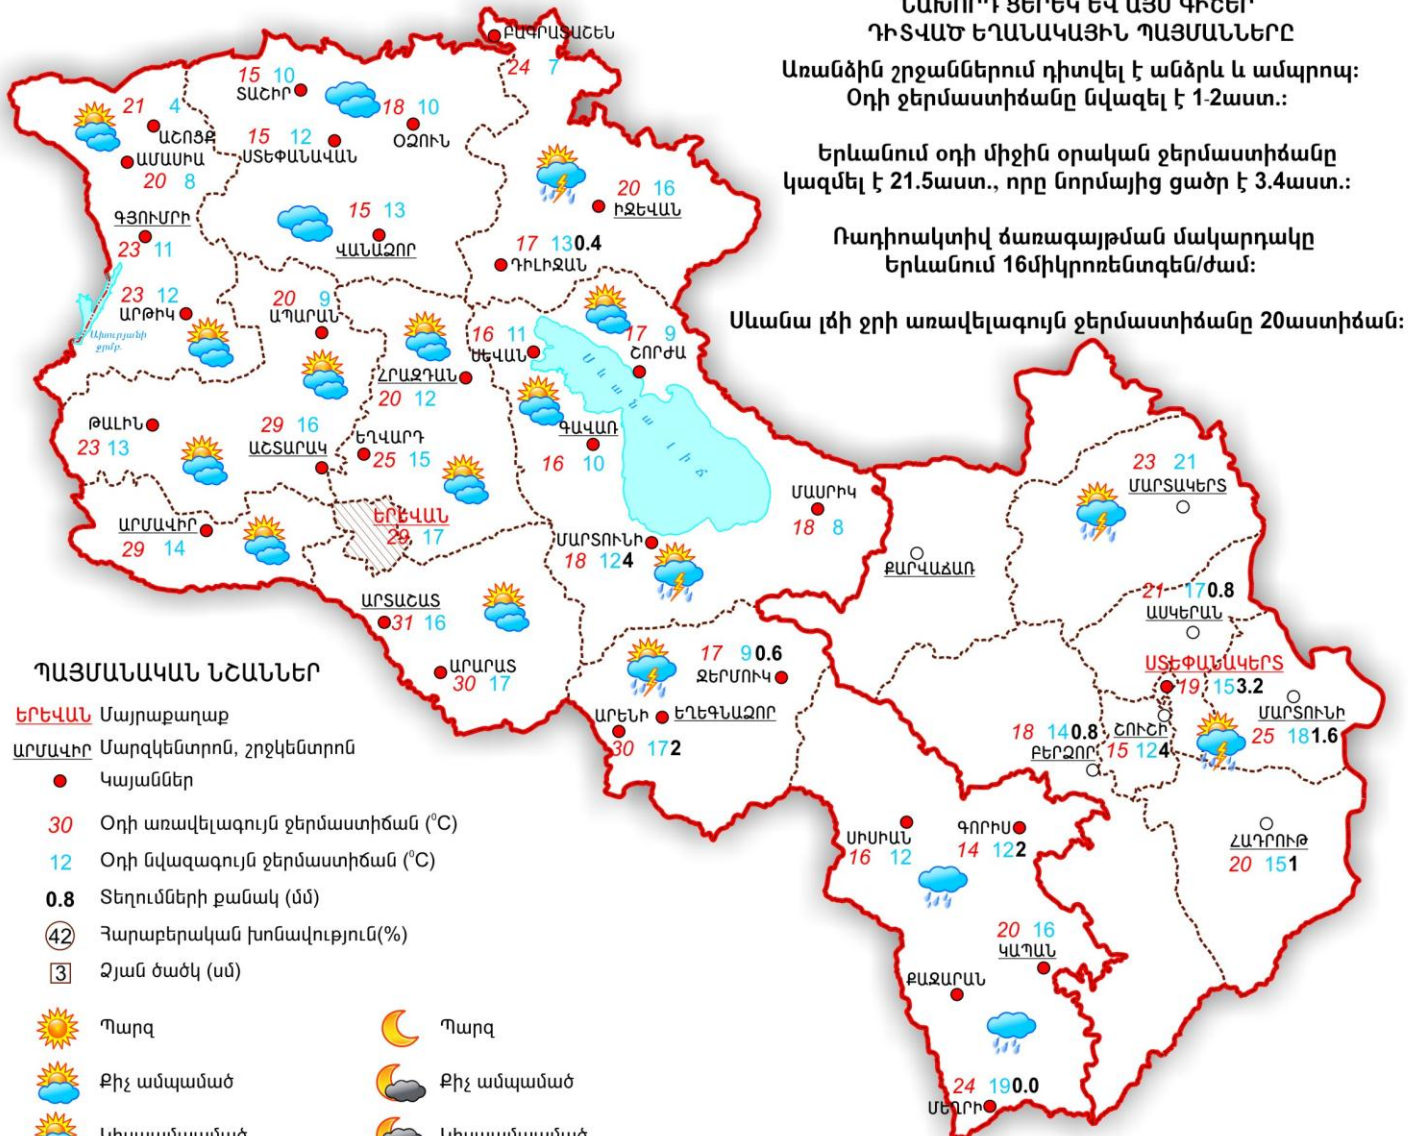 ՆԱԽՈՐԴ ՑԵՐԵԿ ԵՎ ԱՅՍ ԳԻՇԵՐ
ԴԻՏՎԱԾ ԵՂԱՆԱԿԱՅԻՆ ՊԱՅՄԱՆՆԵՐԸ
Առանձին շրջաններում դիտվել է անձրև և ամպրոպ:
Օդի ջերմաստիճանը նվազել է 1-2աստ.:
Երևանում օդի միջին օրական ջերմաստիճանը
կազմել է 21.5աստ., որը նորմայից ցածր է 3.4աստ.:
Ռադիոակտիվ ճառագայթման մակարդակը
Երևանում 16միկրոռենտգեն/ժամ:
Սևանա լճի ջրի առավելագույն ջերմաստիճանը 20աստիճան:
ԲԱԳՐԱՏԱՇԵՆ
24 7
15 10
ՏԱՇԻՐ
21 4
ԱՇՈՑՔ
18 10
ՕՁՈՒՆ
15 12
ՍՏԵՓԱՆԱՎԱՆ
ԱՄԱՍԻԱ
20 8
20 16
ԻՋԵՎԱՆ
ԳՅՈՒՄՐԻ
23 11
15 13
ՎԱՆԱՁՈՐ
17 13 0.4
ԴԻԼԻՋԱՆ
23 12
ԱՐԹԻԿ
Ախուրյանի
ջրմբ.
20 9
ԱՊԱՐԱՆ
16 11
ՍԵՎԱՆ
17 9
ՇՈՐԺԱ
Սևանա լիճ
ՀՐԱԶԴԱՆ
20 12
ԹԱԼԻՆ
23 13
29 16
ԱՇՏԱՐԱԿ
ԵՂՎԱՐԴ
25 15
ԳԱՎԱՌ
16 10
23 21
ՄԱՐՏԱԿԵՐՏ
ՄԱՍՐԻԿ
18 8
ԱՐՄԱՎԻՐ
29 14
ԵՐԵՎԱՆ
29 17
ՄԱՐՏՈՒՆԻ
18 12 4
ՔԱՐՎԱՃԱՌ
ԱՐՏԱՇԱՏ
31 16
21 17 0.8
ԱՍԿԵՐԱՆ
ԱՐԱՐԱՏ
30 17
17 9 0.6
ՋԵՐՄՈՒԿ
ՍՏԵՓԱՆԱԿԵՐՏ
19 15 3.2
ԱՐԵՆԻ
ԵՂԵԳՆԱՁՈՐ
30 17 2
18 14 0.8
ԲԵՐՁՈՐ
ՇՈՒՇԻ
15 12 4
ՄԱՐՏՈՒՆԻ
25 18 1.6
ՍԻՍԻԱՆ
16 12
ԳՈՐԻՍ
14 12 2
ՀԱԴՐՈՒԹ
20 15 1
20 16
ԿԱՊԱՆ
ՔԱՋԱՐԱՆ
24 19 0.0
ՄԵՂՐԻ
ՊԱՅՄԱՆԱԿԱՆ ՆՇԱՆՆԵՐ
ԵՐԵՎԱՆ Մայրաքաղաք
ԱՐՄԱՎԻՐ Մարզկենտրոն, շրջկենտրոն
Կայաններ
30 Օդի առավելագույն ջերմաստիճան (°C)
12 Օդի նվազագույն ջերմաստիճան (°C)
0.8 Տեղումների քանակ (մմ)
42 Հարաբերական խոնավություն(%)
3 Ձյան ծածկ (սմ)
Պարզ Պարզ
Քիչ ամպամած Քիչ ամպամած